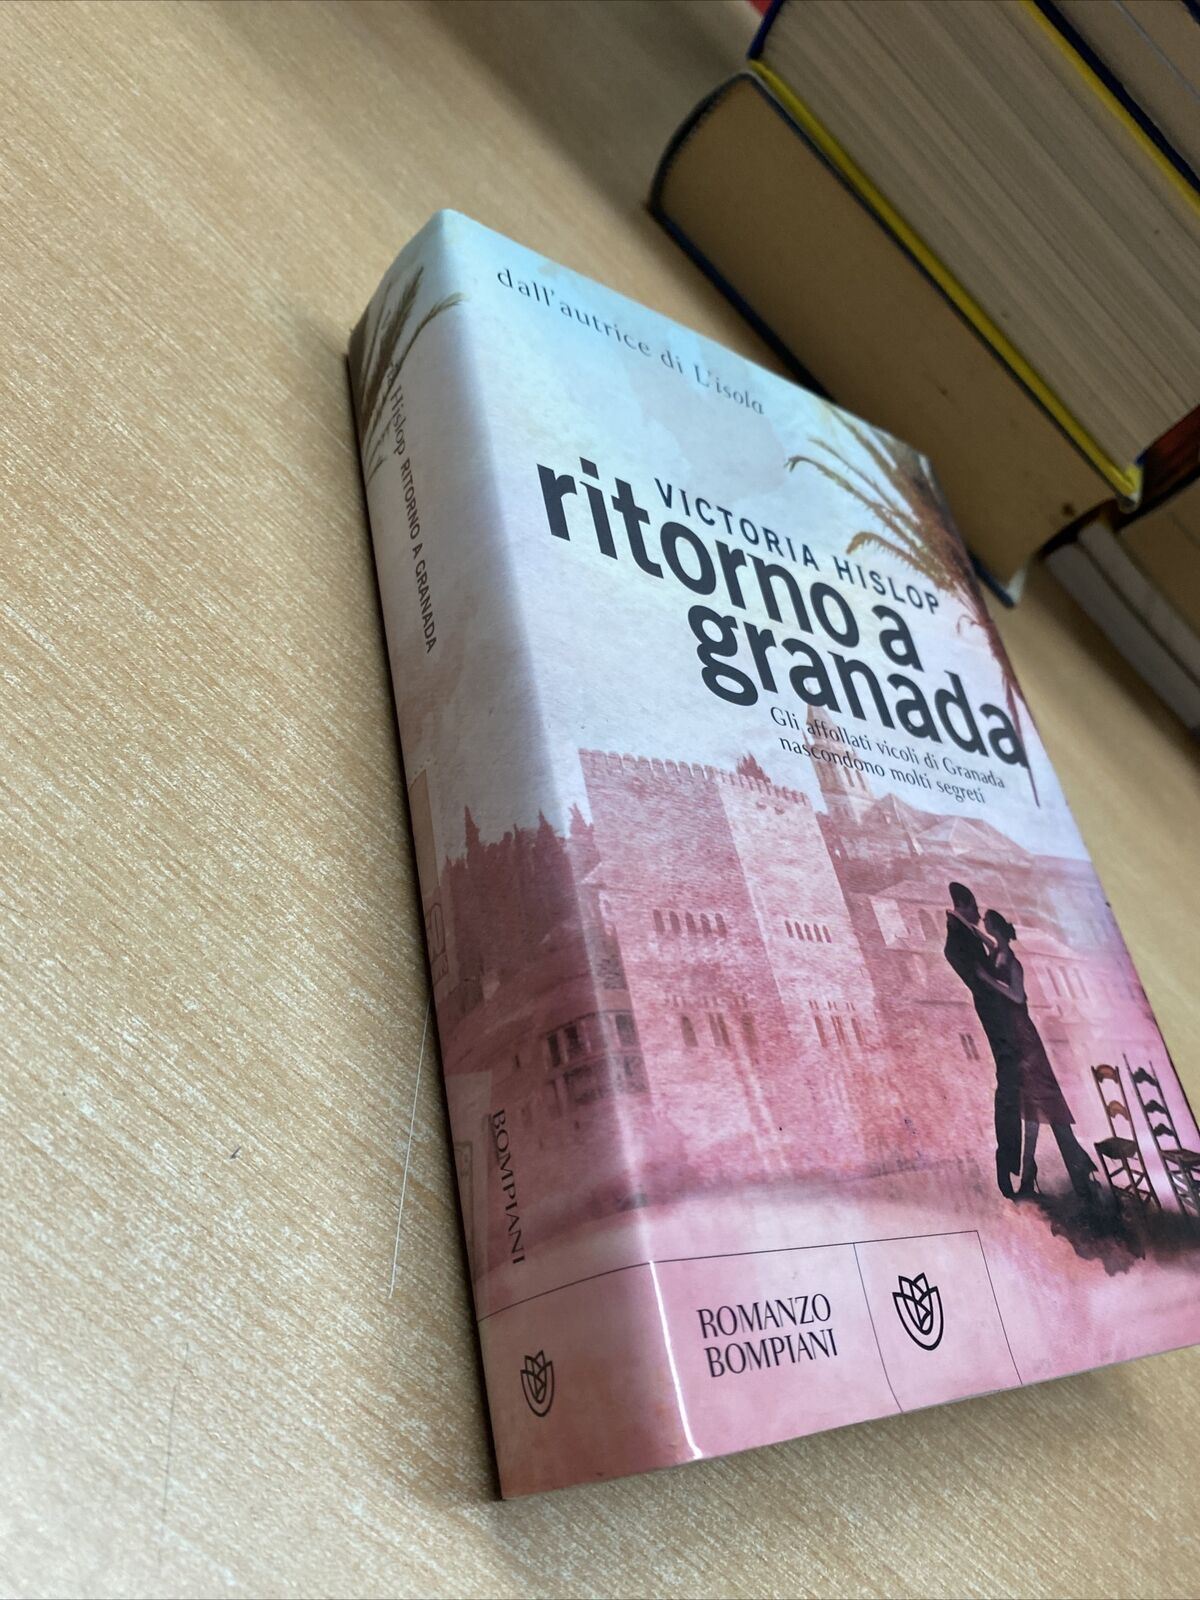 dall'autrice di L'isola
VICTORIA HISLOP
ritorno a
granada
Gli affollati vicoli di Granada
nascondono molti segreti
ROMANZO
BOMPIANI
Hislop RITORNO A GRANADA
BOMPIANI